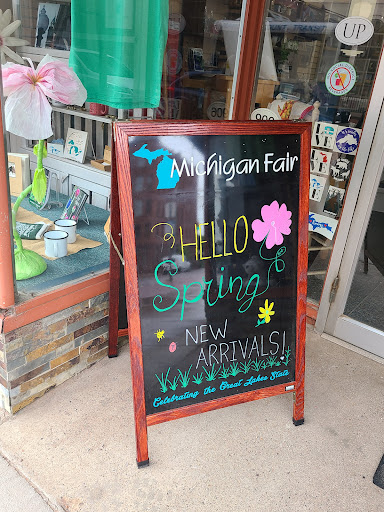 UP
Michigan Fair
HELLO
Spring
NEW
ARRIVALS!
Celebrating the Great Lakes State